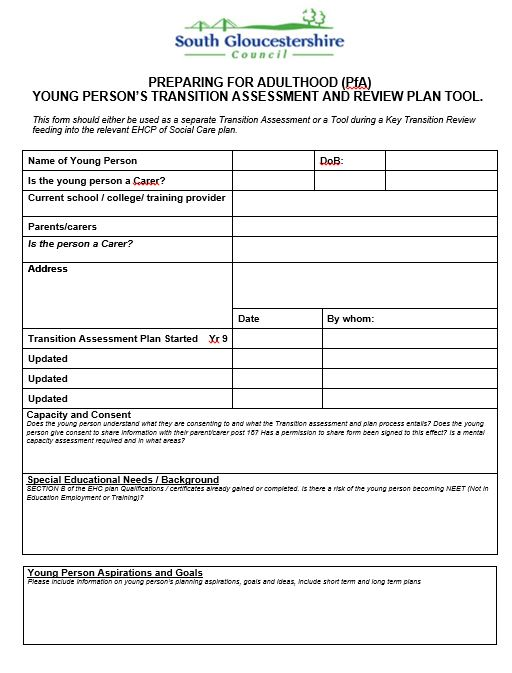 South Gloucestershire
Council
PREPARING FOR ADULTHOOD (PfA)
YOUNG PERSON'S TRANSITION ASSESSMENT AND REVIEW PLAN TOOL.
This form should either be used as a separate Transition Assessment or a Tool during a Key Transition Review
feeding into the relevant EHCP of Social Care plan.
Name of Young Person DoB:
Is the young person a Carer?
Current school / college/ training provider
Parents/carers
Is the person a Carer?
Address
Date By whom:
Transition Assessment Plan Started Yr 9
Updated
Updated
Updated
Capacity and Consent
Does the young person understand what they are consenting to and what the Transition assessment and plan process entails? Does the young
person give consent to share information with their parent/carer post 16? Has a permission to share form been signed to this effect? Is a mental
capacity assessment required and in what areas?
Special Educational Needs / Background
SECTION B of the EHC plan Qualifications / certificates already gained or completed. Is there a risk of the young person becoming NEET (Not in
Education Employment or Training)?
Young Person Aspirations and Goals
Please include information on young person's planning aspirations, goals and ideas, include short term and long term plans